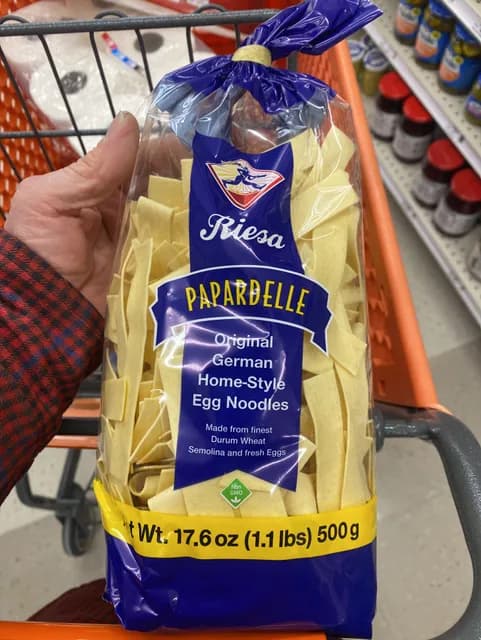 Riesa
PAPARDELLE
Original
German
Home-Style
Egg Noodles
Made from finest
Durum Wheat
Semolina and fresh Eggs
Non
GMO
t Wt. 17.6 oz (1.1 lbs) 500 g